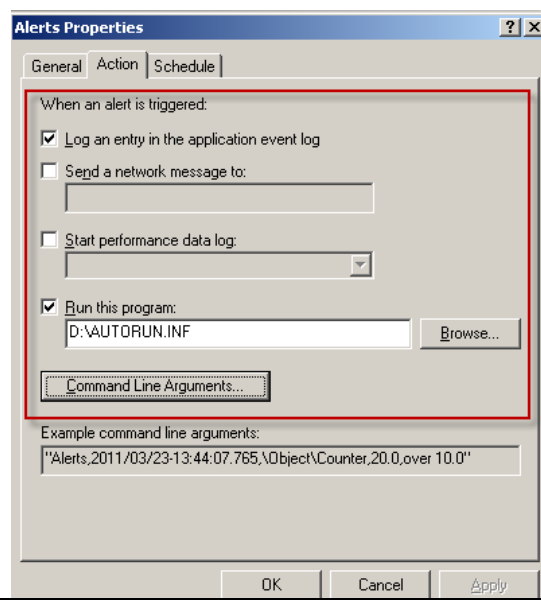 Alerts Properties
General Action Schedule
When an alert is triggered:
Log an entry in the application event log
Send a network message to:
Start performance data log:
Run this program:
D:\AUTORUN.INF
Browse...
Command Line Arguments...
Example command line arguments:
"Alerts,2011/03/23-13:44:07.765,\Object\Counter,20.0,over 10.0"
OK Cancel Apply